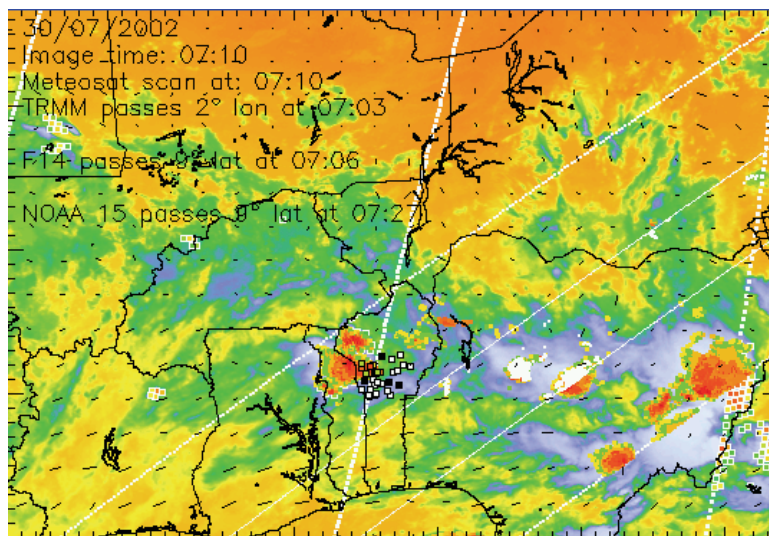 30/07/2002
Image time: 07:10
Meteosat scan at: 07:10
TRMM passes 2° lon at 07:03
F14 passes 9° lat at 07:06
NOAA 15 passes 9° lat at 07:27